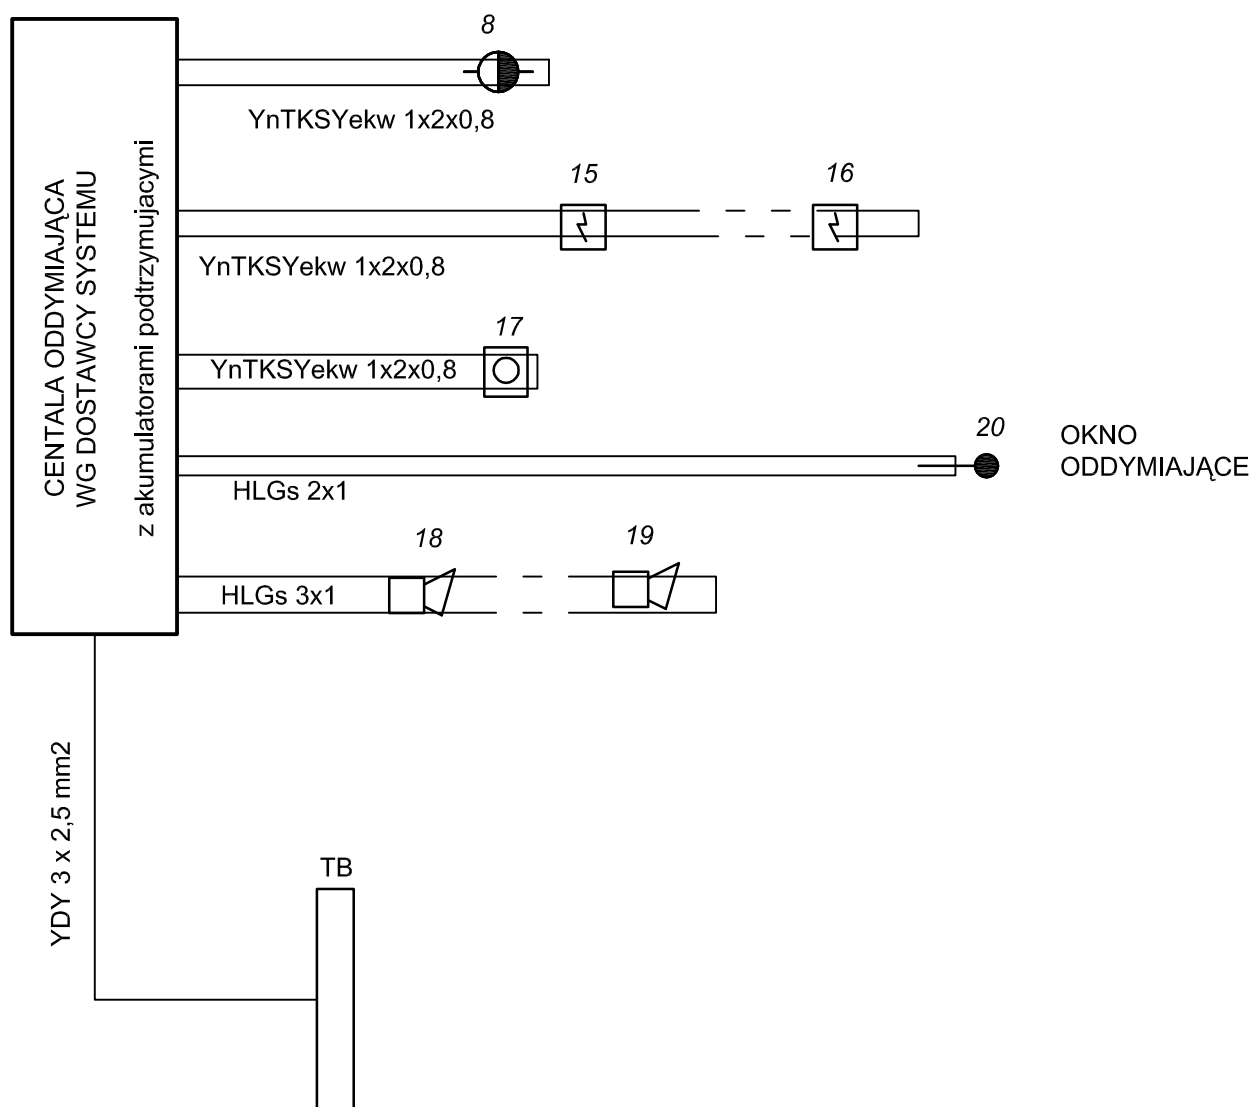 8
YnTKSYekw 1x2x0,8
CENTALA ODDYMIAJĄCA
WG DOSTAWCY SYSTEMU
z akumulatorami podtrzymujacymi
15
16
YnTKSYekw 1x2x0,8
17
YnTKSYekw 1x2x0,8
20
OKNO
ODDYMIAJĄCE
HLGs 2x1
18
19
HLGs 3x1
YDY 3 x 2,5 mm2
TB